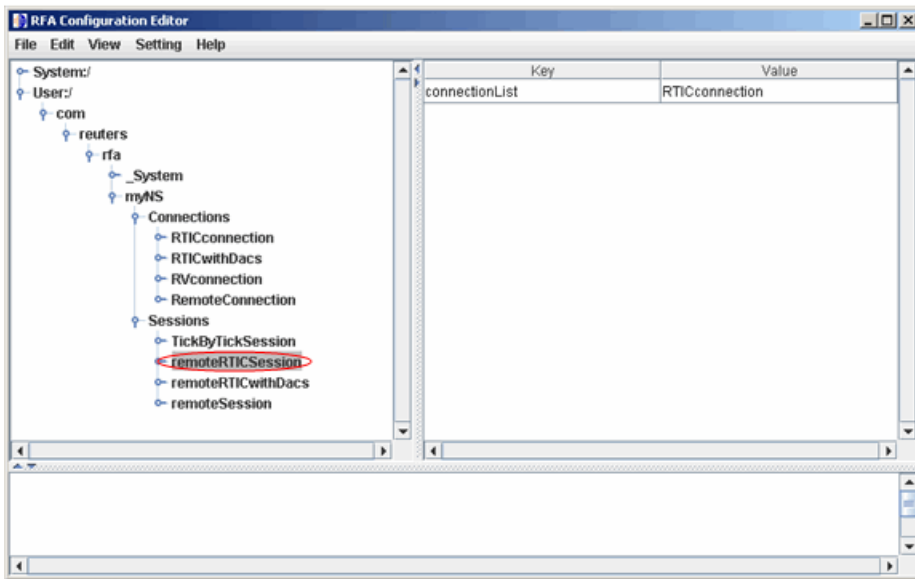 RFA Configuration Editor
File Edit View Setting Help
System:/
User:/
com
reuters
rfa
_System
myNS
Connections
RTICconnection
RTICwithDacs
RVconnection
RemoteConnection
Sessions
TickByTickSession
remoteRTICSession
remoteRTICwithDacs
remoteSession
Key Value
connectionList RTICconnection